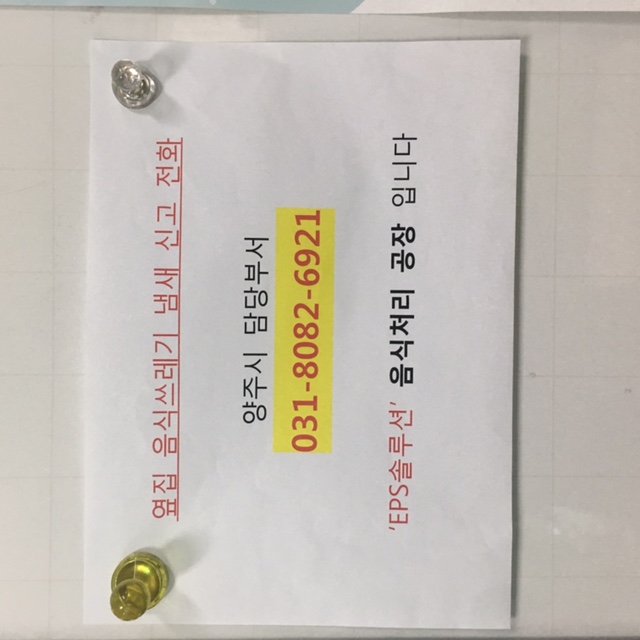 옆집 음식쓰레기 냄새 신고 전화
양주시 담당부서
031-8082-6921
'EPS솔루션' 음식처리 공장 입니다